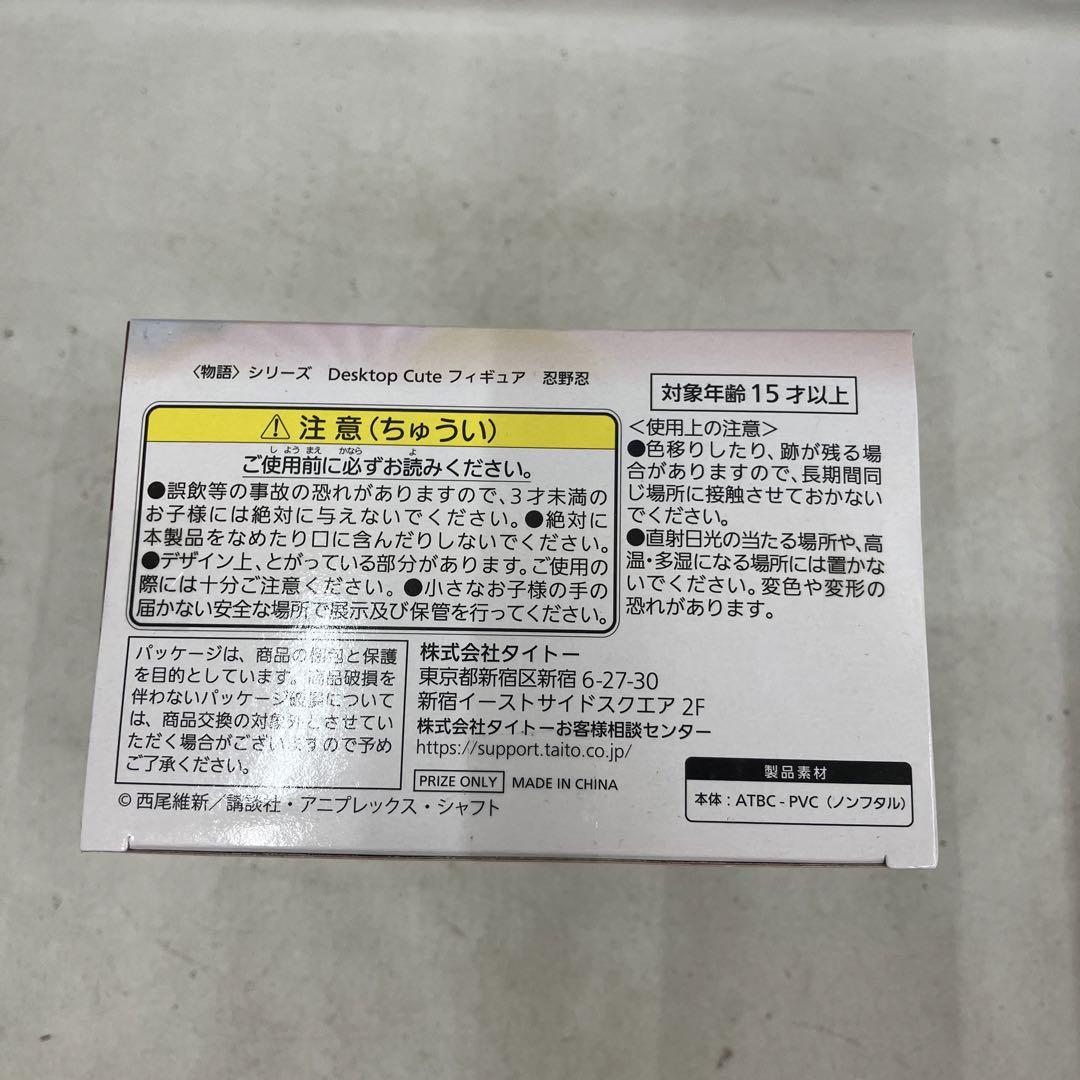 〈物語〉シリーズ Desktop Cute フィギュア 忍野忍
対象年齢 15 才以上
⚠ 注意(ちゅうい)
しようまえ かなら よ
ご使用前に必ずお読みください。
●誤飲等の事故の恐れがありますので、3才未満の
お子様には絶対に与えないでください。●絶対に
本製品をなめたり口に含んだりしないでください。
●デザイン上、とがっている部分があります。ご使用の
際には十分ご注意ください。●小さなお子様の手の
届かない安全な場所で展示及び保管を行ってください。
<使用上の注意>
●色移りしたり、跡が残る場
合がありますので、長期間同
じ場所に接触させておかない
でください。
●直射日光の当たる場所や、高
温・多湿になる場所には置かな
いでください。変色や変形の
恐れがあります。
パッケージは、商品の梱包と保護
を目的としています。商品破損を
伴わないパッケージ破損について
は、商品交換の対象外とさせてい
ただく場合がございますので予め
ご了承ください。
株式会社タイトー
東京都新宿区新宿 6-27-30
新宿イーストサイドスクエア 2F
株式会社タイトーお客様相談センター
https://support.taito.co.jp/
PRIZE ONLY MADE IN CHINA
製品素材
本体：ATBC-PVC（ノンフタル）
© 西尾維新／講談社・アニプレックス・シャフト